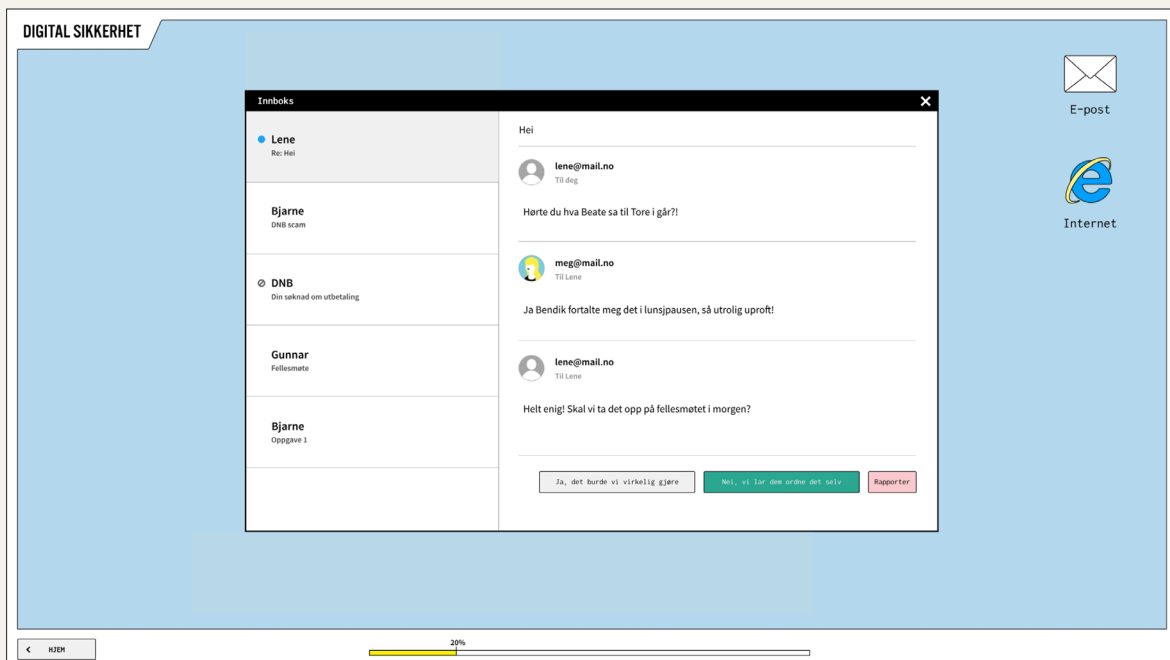 DIGITAL SIKKERHET
E-post
Internet
Innboks
Lene
Re: Hei
Bjarne
DNB scam
DNB
Din søknad om utbetaling
Gunnar
Fellesmøte
Bjarne
Oppgave 1
Hei
lene@mail.no
Til deg
Hørte du hva Beate sa til Tore i går?!
meg@mail.no
Til Lene
Ja Bendik fortalte meg det i lunsjpausen, så utrolig uproft!
lene@mail.no
Til Lene
Helt enig! Skal vi ta det opp på fellesmøtet i morgen?
Ja, det burde vi virkelig gjøre
Nei, vi lar dem ordne det selv
Rapporter
HJEM
20%